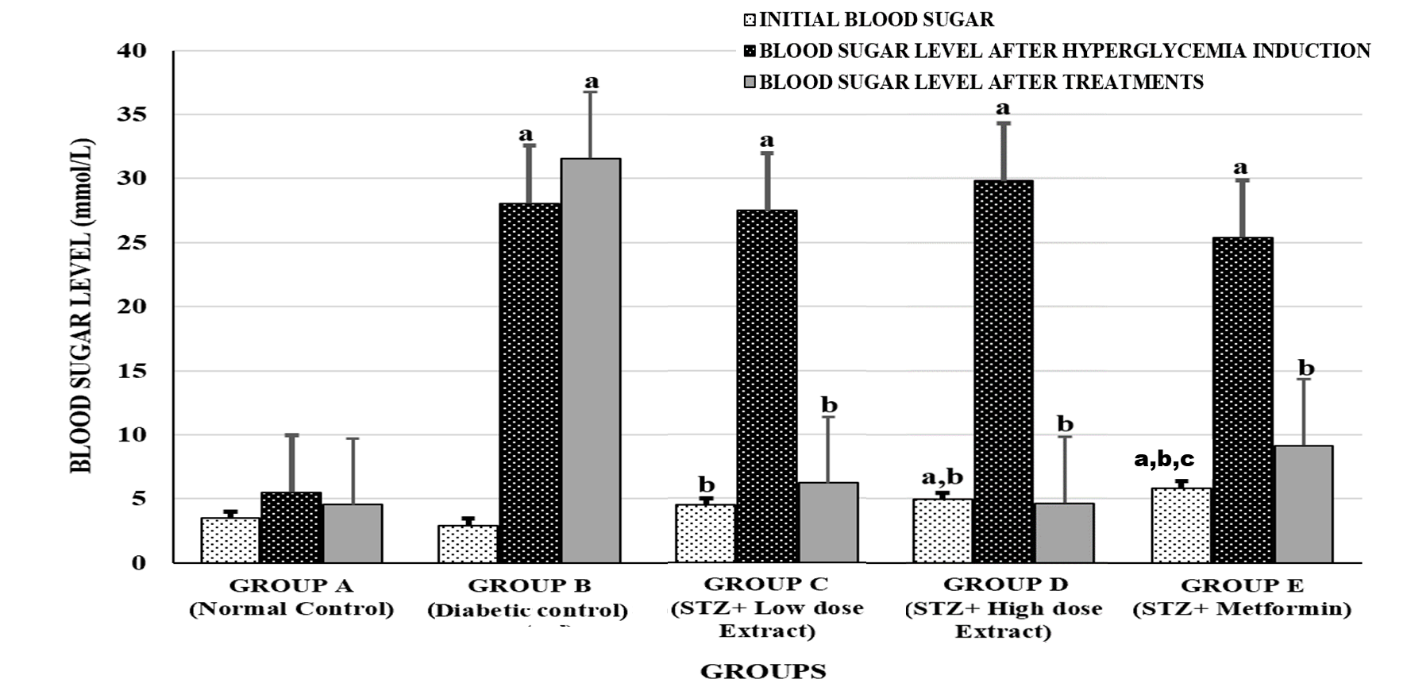 INITIAL BLOOD SUGAR
BLOOD SUGAR LEVEL AFTER HYPERGLYCEMIA INDUCTION
BLOOD SUGAR LEVEL AFTER TREATMENTS
BLOOD SUGAR LEVEL (mmol/L)
40
35
30
25
20
15
10
5
0
a
a
b
a
b
a,b
a
b
a,b,c
a
b
GROUP A
(Normal Control)
GROUP B
(Diabetic control)
GROUP C
(STZ+ Low dose
Extract)
GROUP D
(STZ+ High dose
Extract)
GROUP E
(STZ+ Metformin)
GROUPS